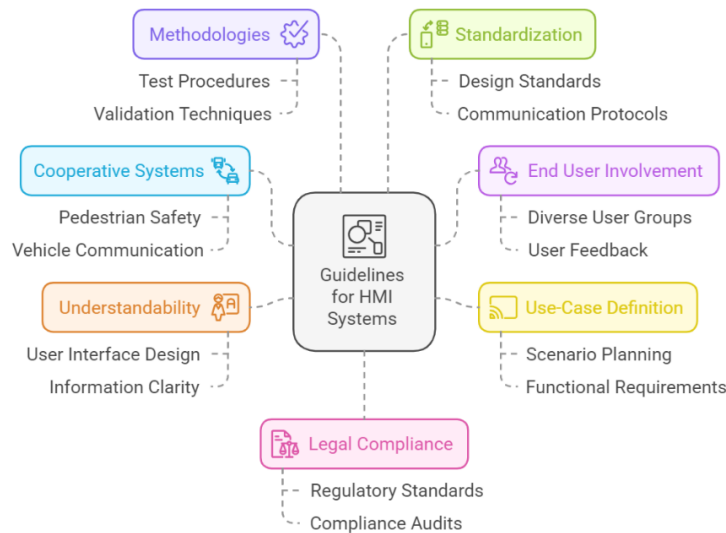 Methodologies
Test Procedures
Validation Techniques
Standardization
Design Standards
Communication Protocols
Cooperative Systems
Pedestrian Safety
Vehicle Communication
End User Involvement
Diverse User Groups
User Feedback
Guidelines
for HMI
Systems
Understandability
User Interface Design
Information Clarity
Use-Case Definition
Scenario Planning
Functional Requirements
Legal Compliance
Regulatory Standards
Compliance Audits